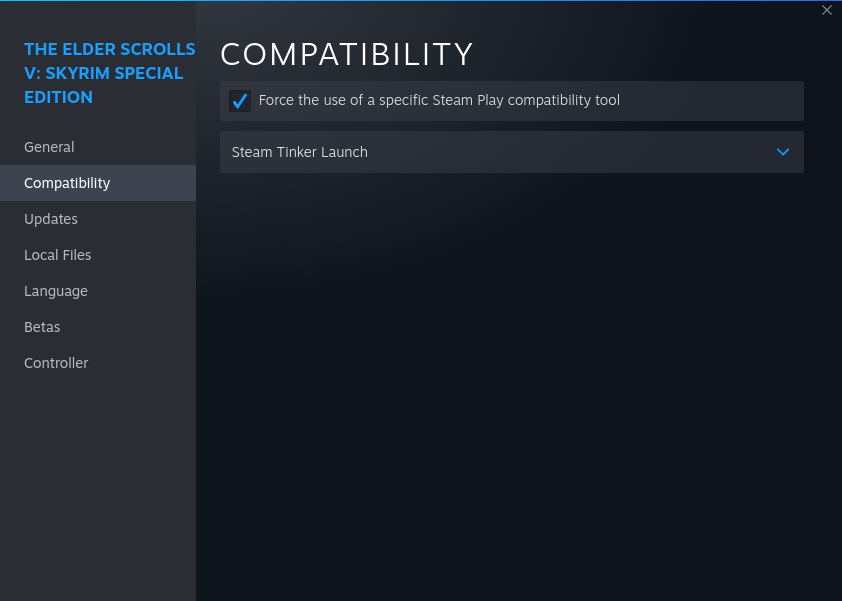 THE ELDER SCROLLS
V: SKYRIM SPECIAL
EDITION
General
Compatibility
Updates
Local Files
Language
Betas
Controller
COMPATIBILITY
Force the use of a specific Steam Play compatibility tool
Steam Tinker Launch